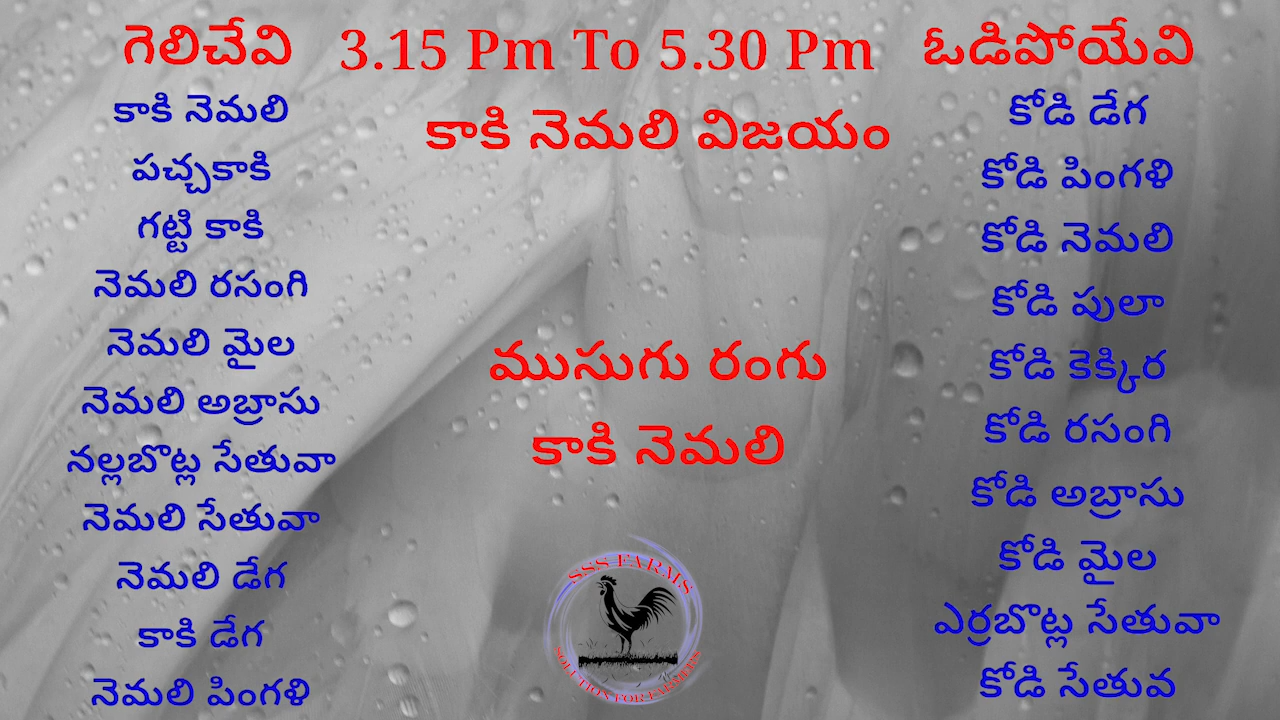 గెలిచేవి
కాకి నెమలి
పచ్చకాకి
గట్టి కాకి
నెమలి రసంగి
నెమలి మైల
నెమలి అబ్రాసు
నల్లబొట్ల సేతువా
నెమలి సేతువా
నెమలి డేగ
కాకి డేగ
నెమలి పింగళి
3.15 Pm To 5.30 Pm
కాకి నెమలి విజయం
ముసుగు రంగు
కాకి నెమలి
SSS FARMS
SOLUTION FOR FARMERS
ఓడిపోయేవి
కోడి డేగ
కోడి పింగళి
కోడి నెమలి
కోడి పులా
కోడి కెక్కిర
కోడి రసంగి
కోడి అబ్రాసు
కోడి మైల
ఎర్రబొట్ల సేతువా
కోడి సేతువ